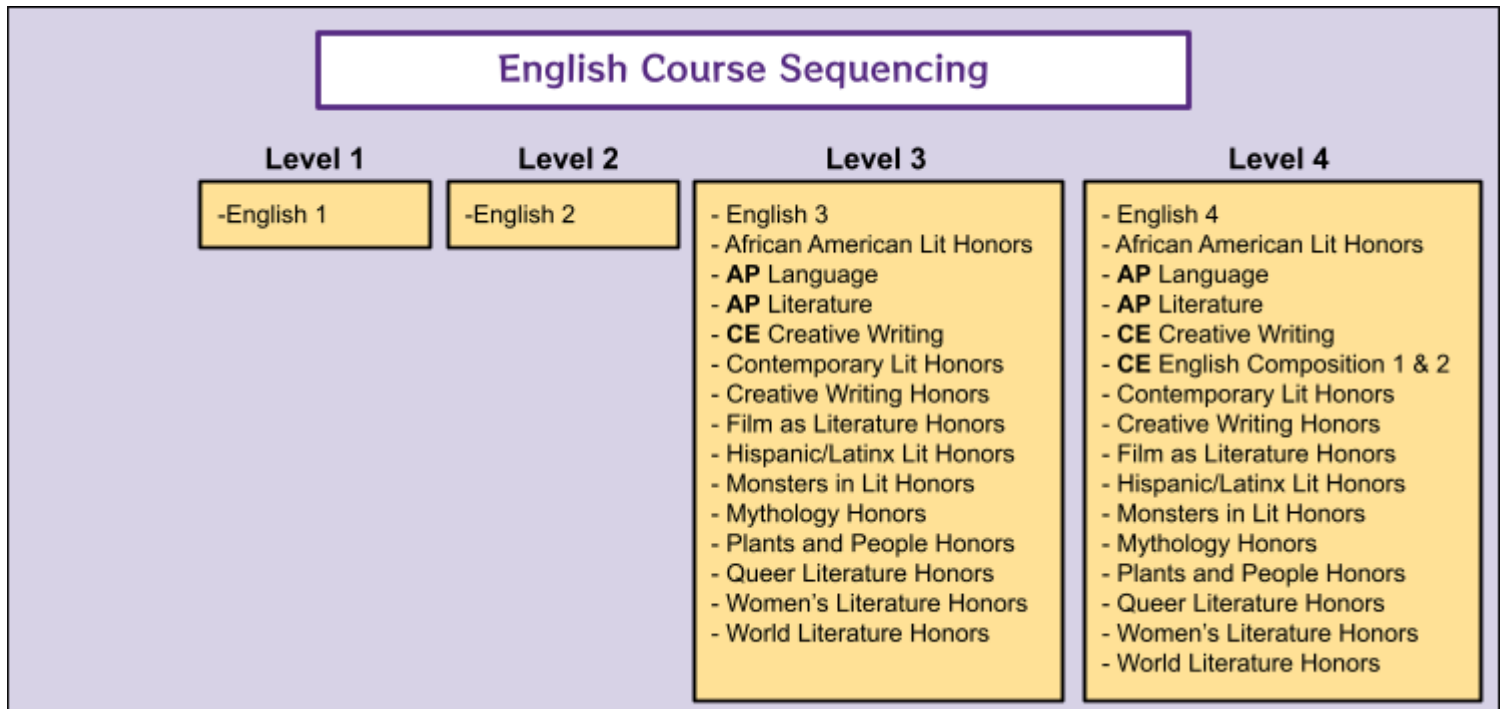 English Course Sequencing
Level 1
-English 1
Level 2
-English 2
Level 3
- English 3
- African American Lit Honors
- AP Language
- AP Literature
- CE Creative Writing
- Contemporary Lit Honors
- Creative Writing Honors
- Film as Literature Honors
- Hispanic/Latinx Lit Honors
- Monsters in Lit Honors
- Mythology Honors
- Plants and People Honors
- Queer Literature Honors
- Women's Literature Honors
- World Literature Honors
Level 4
- English 4
- African American Lit Honors
- AP Language
- AP Literature
- CE Creative Writing
- CE English Composition 1 & 2
- Contemporary Lit Honors
- Creative Writing Honors
- Film as Literature Honors
- Hispanic/Latinx Lit Honors
- Monsters in Lit Honors
- Mythology Honors
- Plants and People Honors
- Queer Literature Honors
- Women's Literature Honors
- World Literature Honors